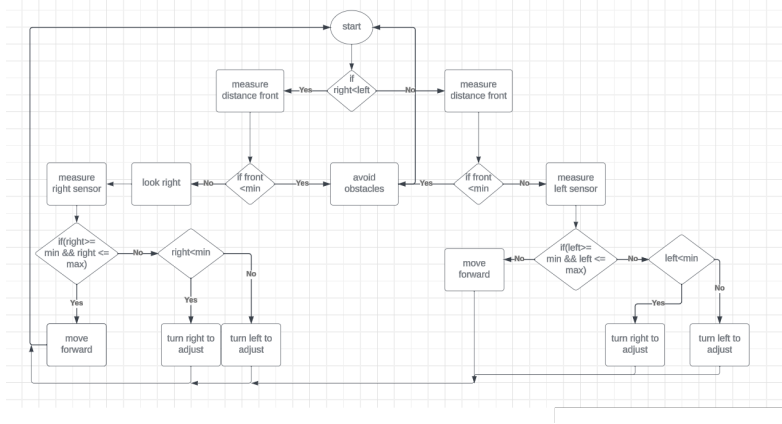 start
if
right<left
Yes
No
measure
distance front
measure
distance front
measure
right sensor
look right
No
if front
<min
Yes
avoid
obstacles
Yes
if front
<min
No
measure
left sensor
if(right>=
min && right <=
max)
No
right<min
No
Yes
Yes
move
forward
turn right to
adjust
turn left to
adjust
move
forward
No
if(left>=
min && left <=
max)
No
left<min
No
Yes
turn right to
adjust
turn left to
adjust